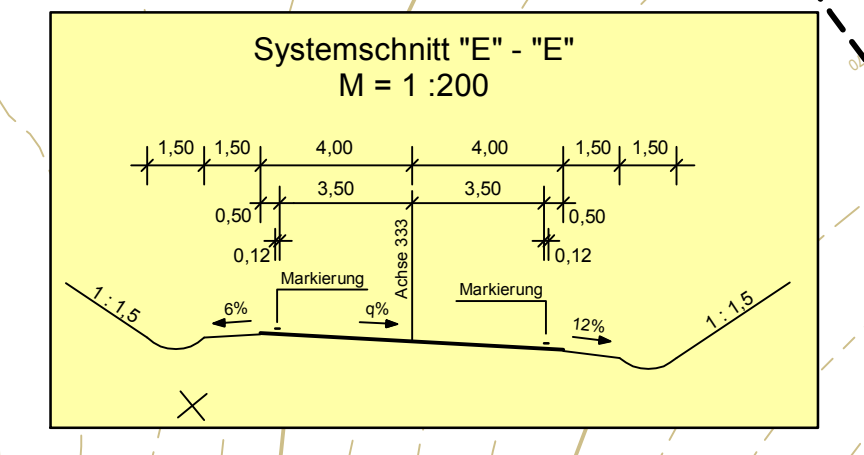 Systemschnitt "E" - "E"
M = 1 :200
1,50 1,50 4,00 4,00 1,50 1,50
3,50 3,50
0,50 0,50
0,12 0,12
Achse 333
Markierung
Markierung
1 : 1,5
6%
q%
12%
1 : 1,5